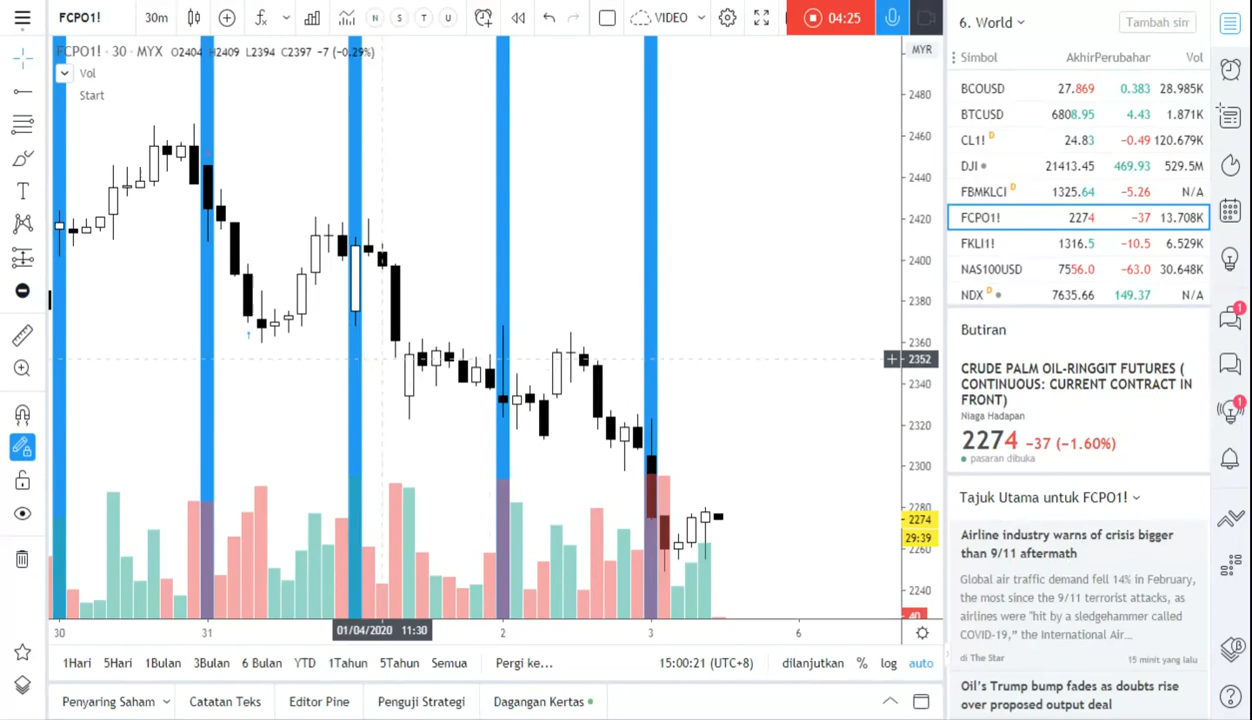 FCPO1!
30m
N
S
T
U
VIDEO
04:25
FCPO1! · 30 · MYX O2404 H2409 L2394 C2397 −7 (−0.29%)
Vol
Start
MYR
2480
2460
2440
2420
2400
2380
2360
2352
2340
2320
2300
2280
2274
29:39
2260
2240
30
31
01/04/2020 11:30
2
3
6
1Hari 5Hari 1Bulan 3Bulan 6 Bulan YTD 1Tahun 5Tahun Semua Pergi ke... 15:00:21 (UTC+8) dilanjutkan % log auto
Penyaring Saham Catatan Teks Editor Pine Penguji Strategi Dagangan Kertas
6. World
Tambah sim
Simbol AkhirPerubahar Vol
BCOUSD 27.869 0.383 28.985K
BTCUSD 6808.95 4.43 1.871K
CL1! D 24.83 −0.49 120.679K
DJI 21413.45 469.93 529.5M
FBMKLCI D 1325.64 −5.26 N/A
FCPO1! 2274 −37 13.708K
FKLI1! 1316.5 −10.5 6.529K
NAS100USD 7556.0 −63.0 30.648K
NDX D 7635.66 149.37 N/A
Butiran
CRUDE PALM OIL-RINGGIT FUTURES (
CONTINUOUS: CURRENT CONTRACT IN
FRONT)
Niaga Hadapan
2274 −37 (−1.60%)
pasaran dibuka
Tajuk Utama untuk FCPO1!
Airline industry warns of crisis bigger
than 9/11 aftermath
Global air traffic demand fell 14% in February,
the most since the 9/11 terrorist attacks, as
airlines were "hit by a sledgehammer called
COVID-19,” the International Air...
di The Star 15 minit yang lalu
Oil's Trump bump fades as doubts rise
over proposed output deal
1
1